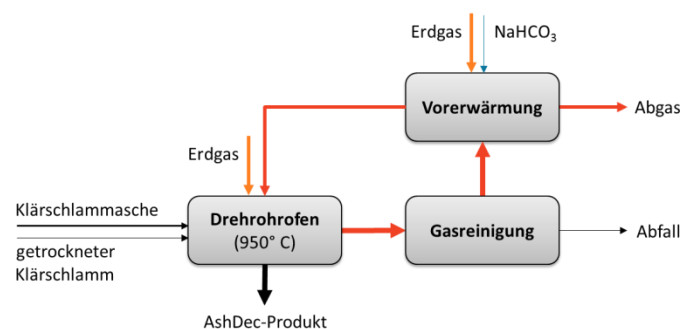 Erdgas
NaHCO₃
Vorerwärmung
Abgas
Erdgas
Klärschlammasche
getrockneter
Klärschlamm
Drehrohrofen
(950° C)
Gasreinigung
Abfall
AshDec-Produkt